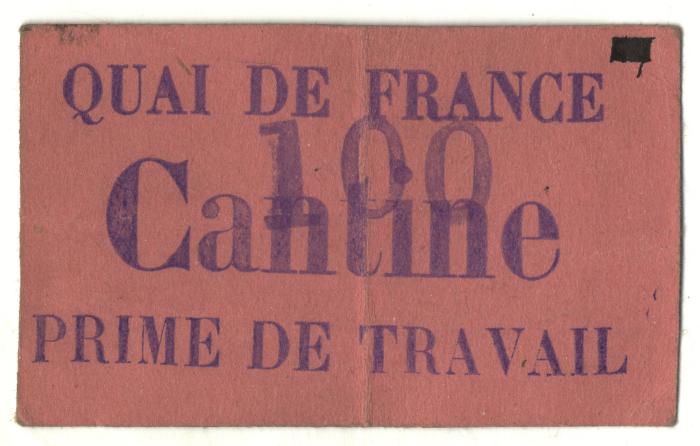 QUAI DE FRANCE
100
Cantine
PRIME DE TRAVAIL